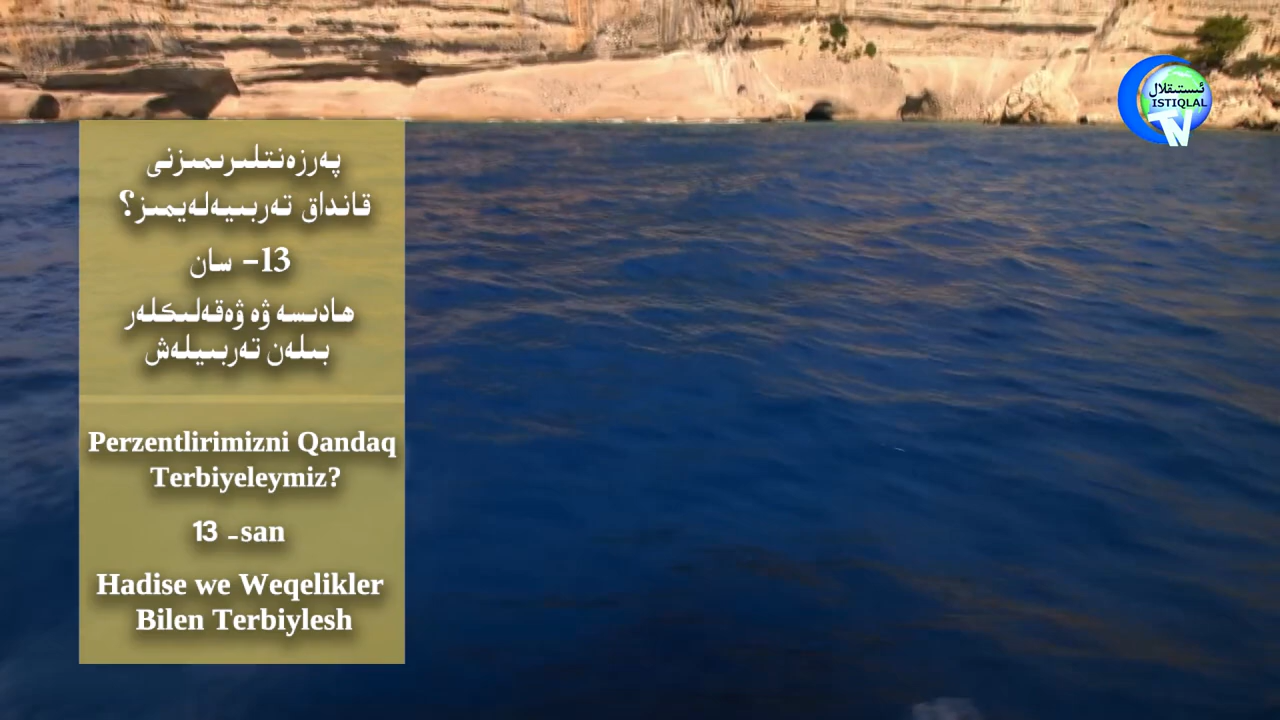 پەرزەنتلىرىمىزنى
قانداق تەربىيەلەيمىز؟
13- سان
ھادىسە ۋە ۋەقەلىكلەر
بىلەن تەربىيلەش
Perzentlirimizni Qandaq
Terbiyeleymiz?
13 -san
Hadise we Weqelikler
Bilen Terbiylesh
ئىستىقلال
ISTIQLAL
TV